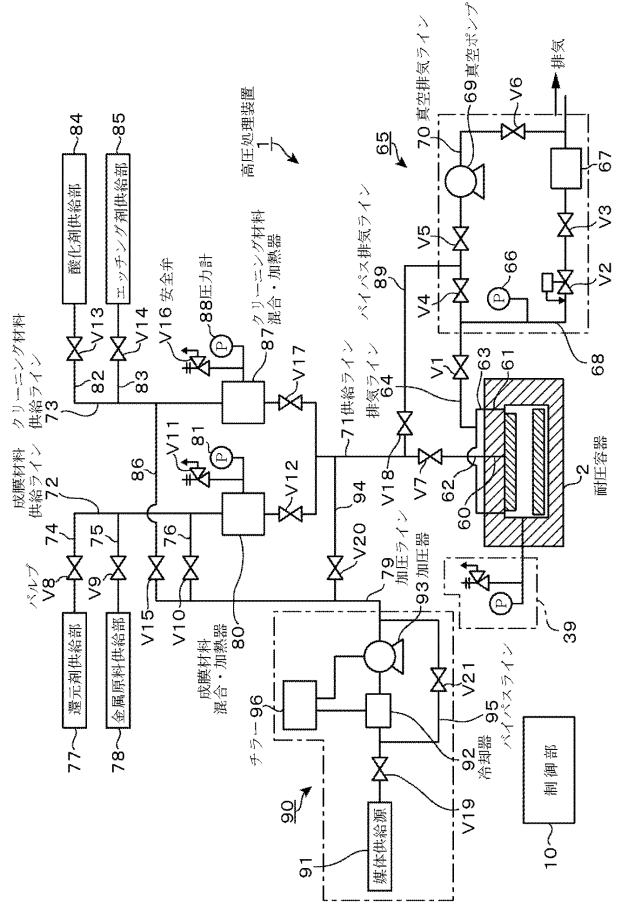 高圧処理装置
1
84
酸化剤供給部
85
エッチング剤供給部
V13
V14
82
83
クリーニング材料
供給ライン
73
V16 安全弁
88圧力計
P
クリーニング材料
混合・加熱器
87
V17
成膜材料
供給ライン
72
86
V11
81
P
V12
74
75
76
バルブ
V8
V9
V15
V10
80
成膜材料
混合・加熱器
還元剤供給部
77
金属原料供給部
78
71供給ライン
排気ライン
64
94
V20
V18
V7
バイパス排気ライン
89
65
70 真空排気ライン
69 真空ポンプ
V6
排気
V5
V4
66
P
67
V3
V2
68
V1
63
61
62
60
2
耐圧容器
P
39
79
加圧ライン
93 加圧器
チラー 96
V21
95
バイパスライン
92
冷却器
V19
90
91
媒体供給源
制御部
10